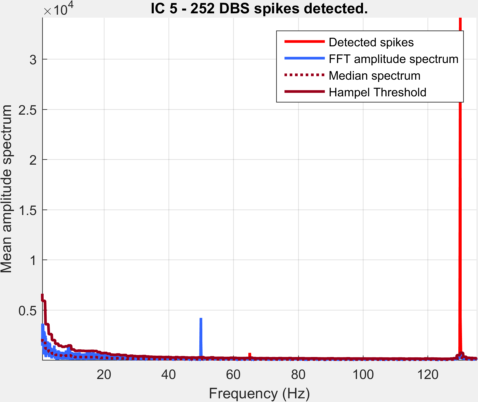 IC 5 - 252 DBS spikes detected.
×10⁴
Detected spikes
FFT amplitude spectrum
Median spectrum
Hampel Threshold
Mean amplitude spectrum
3
2.5
2
1.5
1
0.5
20 40 60 80 100 120
Frequency (Hz)